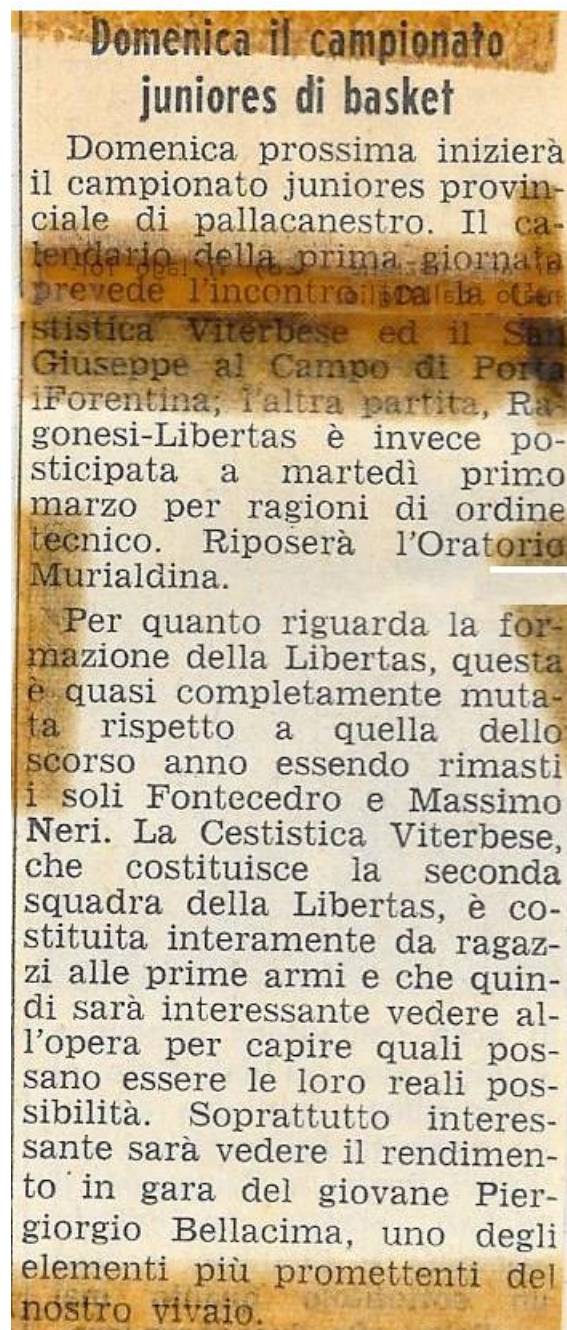 Domenica il campionato
juniores di basket
Domenica prossima inizierà
il campionato juniores provin-
ciale di pallacanestro. Il ca-
lendario della prima giornata
prevede l'incontro tra la Ce-
stistica Viterbese ed il San
Giuseppe al Campo di Porta
iForentina; l'altra partita, Ra-
gonesi-Libertas è invece po-
sticipata a martedì primo
marzo per ragioni di ordine
tecnico. Riposerà l'Oratorio
Murialdina.
Per quanto riguarda la for-
mazione della Libertas, questa
è quasi completamente muta-
ta rispetto a quella dello
scorso anno essendo rimasti
i soli Fontecedro e Massimo
Neri. La Cestistica Viterbese,
che costituisce la seconda
squadra della Libertas, è co-
stituita interamente da ragaz-
zi alle prime armi e che quin-
di sarà interessante vedere al-
l'opera per capire quali pos-
sano essere le loro reali pos-
sibilità. Soprattutto interes-
sante sarà vedere il rendimen-
to in gara del giovane Pier-
giorgio Bellacima, uno degli
elementi più promettenti del
nostro vivaio.